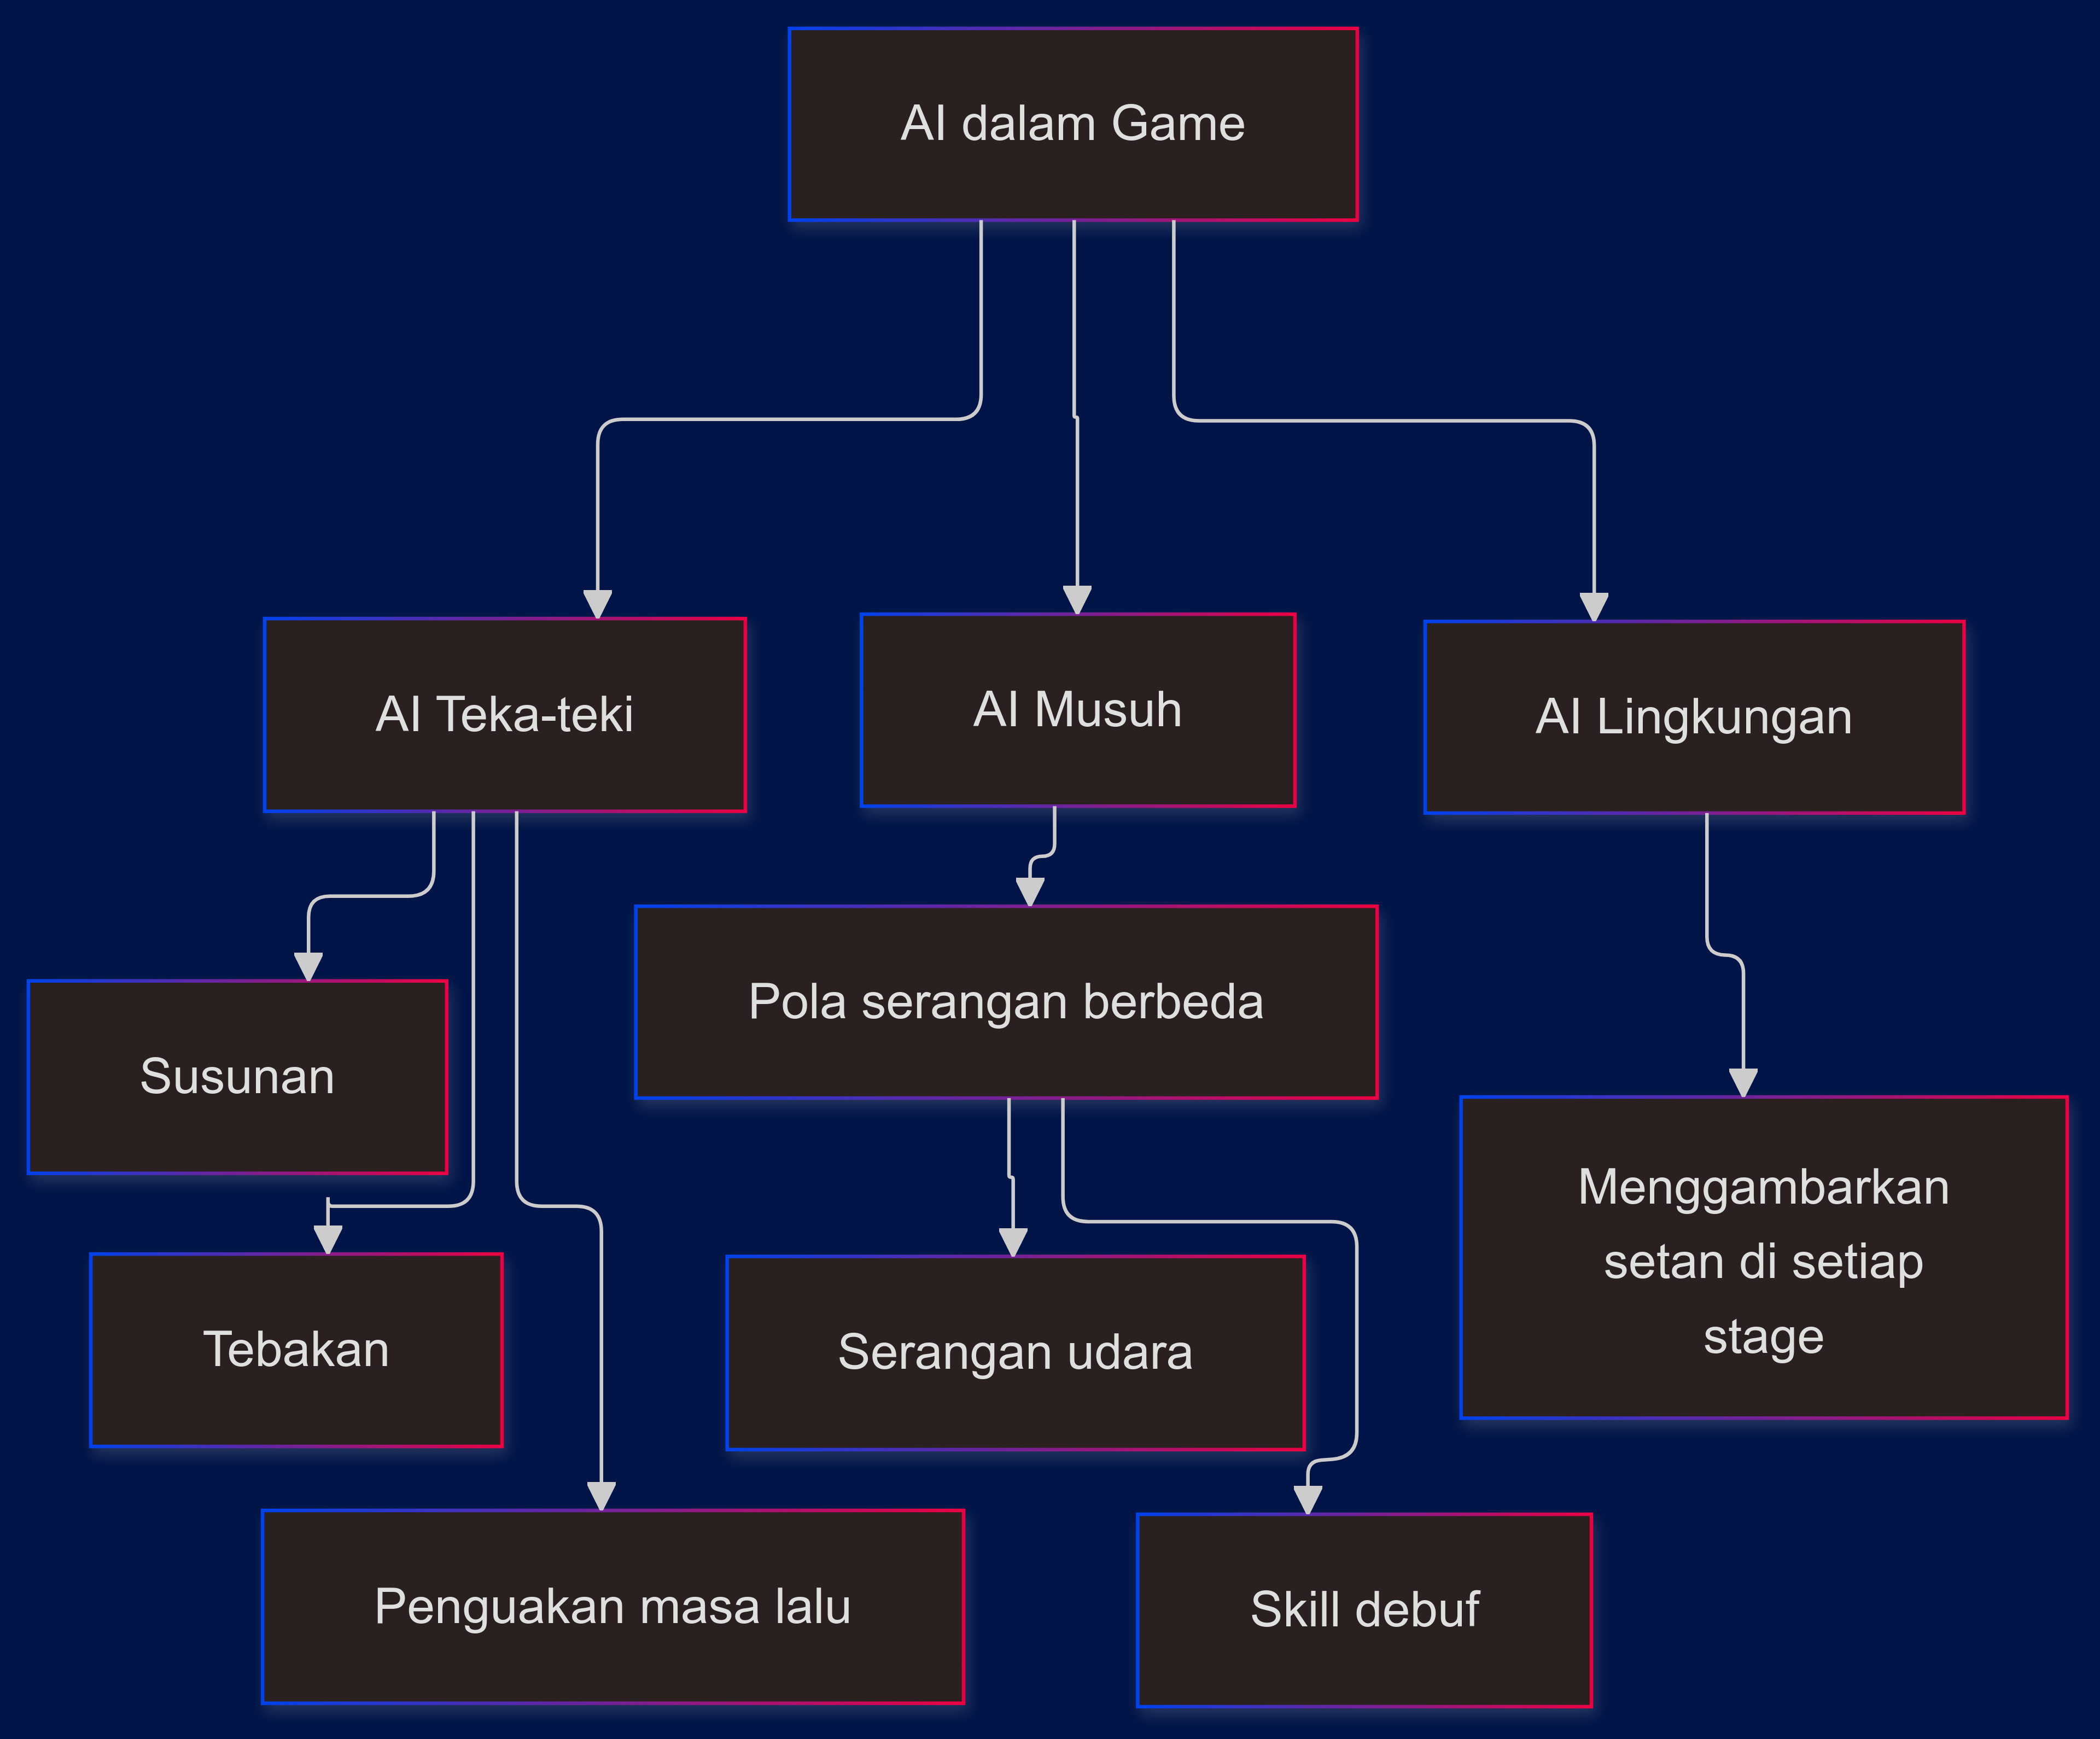 AI dalam Game
AI Teka-teki
AI Musuh
AI Lingkungan
Pola serangan berbeda
Susunan
Menggambarkan
setan di setiap
stage
Tebakan
Serangan udara
Penguakan masa lalu
Skill debuf